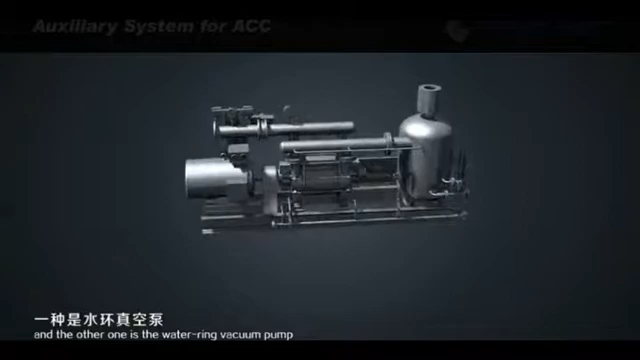 Auxiliary System for ACC
一种是水环真空泵
and the other one is the water-ring vacuum pump